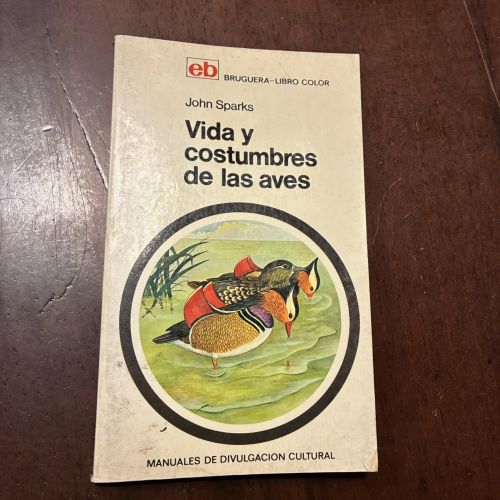 eb BRUGUERA-LIBRO COLOR
John Sparks
Vida y
costumbres
de las aves
MANUALES DE DIVULGACION CULTURAL